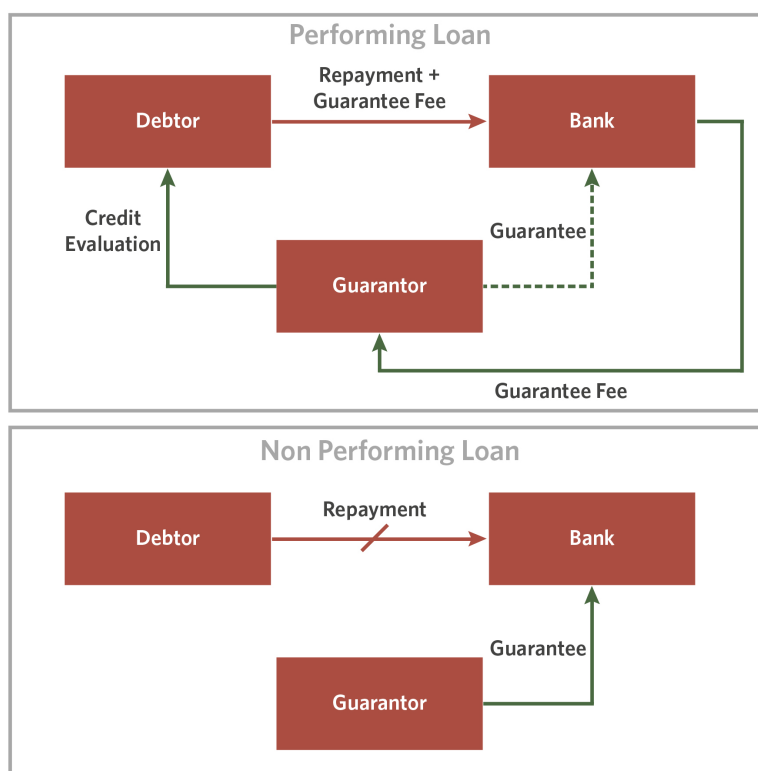 Performing Loan
Repayment +
Guarantee Fee
Debtor
Bank
Credit
Evaluation
Guarantee
Guarantor
Guarantee Fee
Non Performing Loan
Repayment
Debtor
Bank
Guarantee
Guarantor